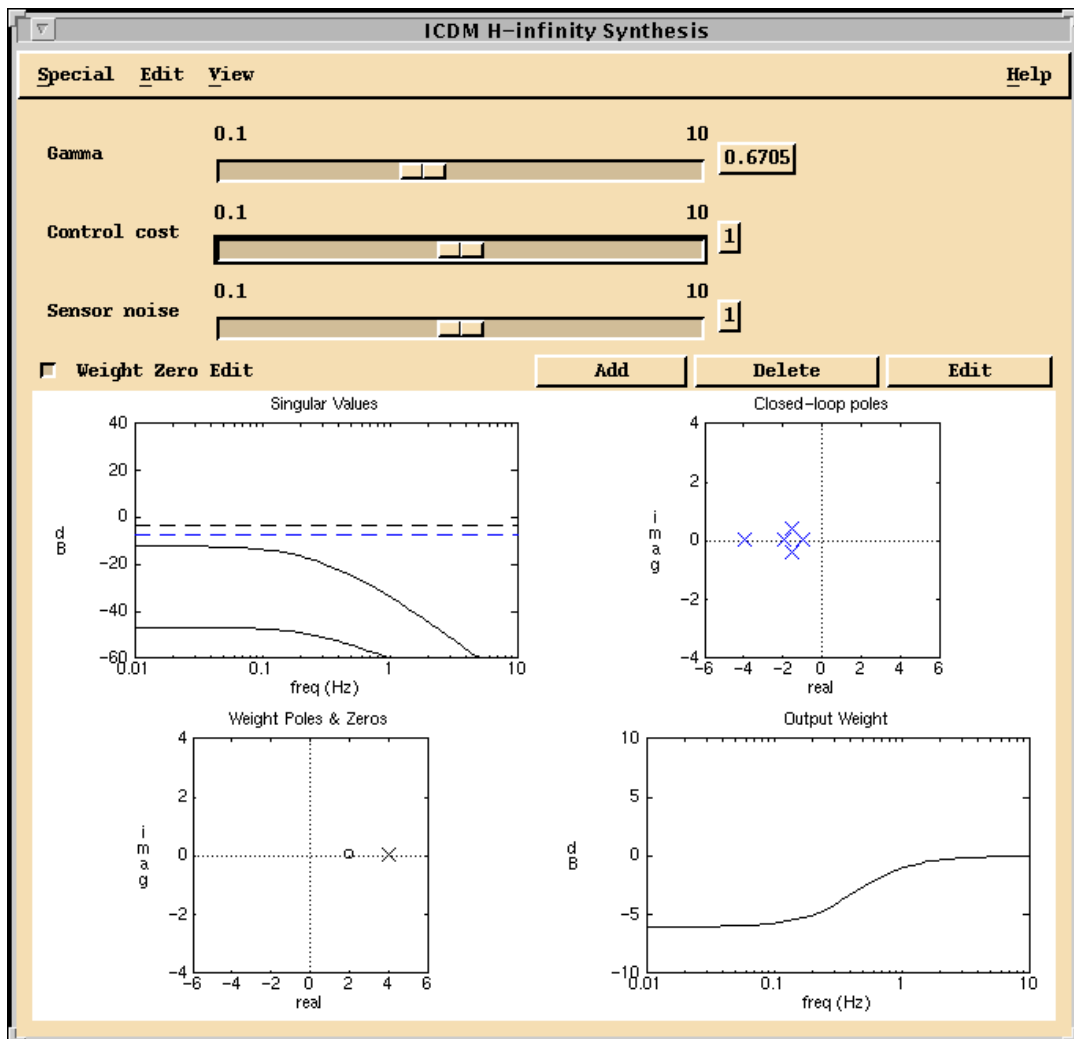 ICDM H-infinity Synthesis
Special Edit View Help
0.1 10
Gamma 0.6705
0.1 10
Control cost 1
0.1 10
Sensor noise 1
Weight Zero Edit Add Delete Edit
Singular Values
40
20
0
-20
-40
-60
dB
0.01 0.1 1 10
freq (Hz)
Closed-loop poles
4
2
0
-2
-4
imag
-6 -4 -2 0 2 4 6
real
Weight Poles & Zeros
4
2
0
-2
-4
imag
-6 -4 -2 0 2 4 6
real
Output Weight
10
5
0
-5
-10
dB
0.01 0.1 1 10
freq (Hz)